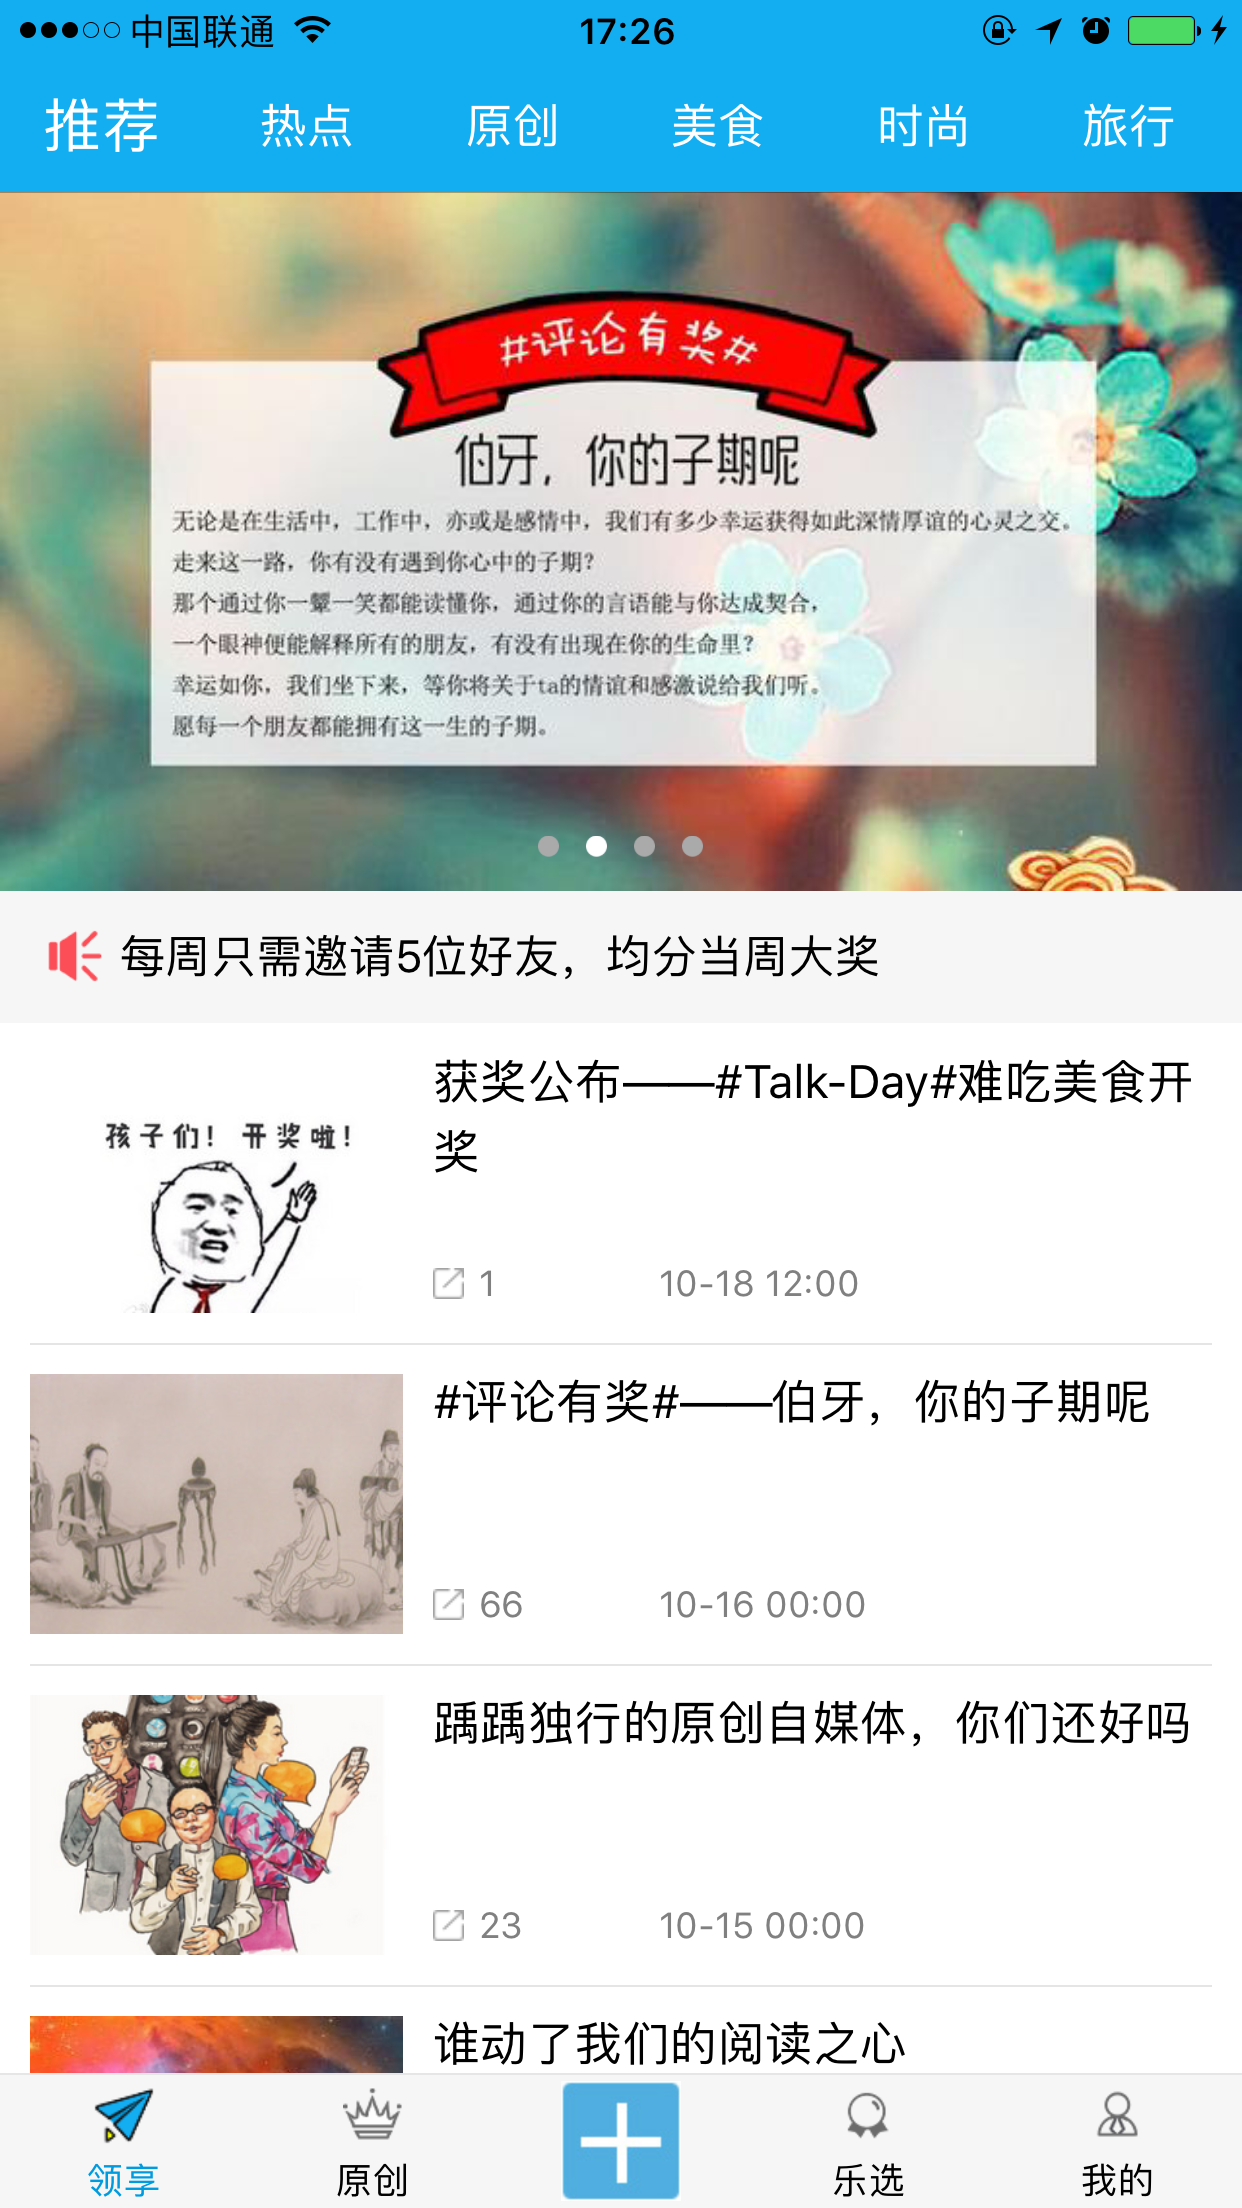 中国联通 17:26
推荐 热点 原创 美食 时尚 旅行
#评论有奖#
伯牙，你的子期呢
无论是在生活中，工作中，亦或是感情中，我们有多少幸运获得如此深情厚谊的心灵之交。
走来这一路，你有没有遇到你心中的子期？
那个通过你一颦一笑都能读懂你，通过你的言语能与你达成契合，
一个眼神便能解释所有的朋友，有没有出现在你的生命里？
幸运如你，我们坐下来，等你将关于ta的情谊和感激说给我们听。
愿每一个朋友都能拥有这一生的子期。
每周只需邀请5位好友，均分当周大奖
孩子们！开奖啦！
获奖公布——#Talk-Day#难吃美食开
奖
1 10-18 12:00
#评论有奖#——伯牙，你的子期呢
66 10-16 00:00
踽踽独行的原创自媒体，你们还好吗
23 10-15 00:00
谁动了我们的阅读之心
领享 原创 乐选 我的